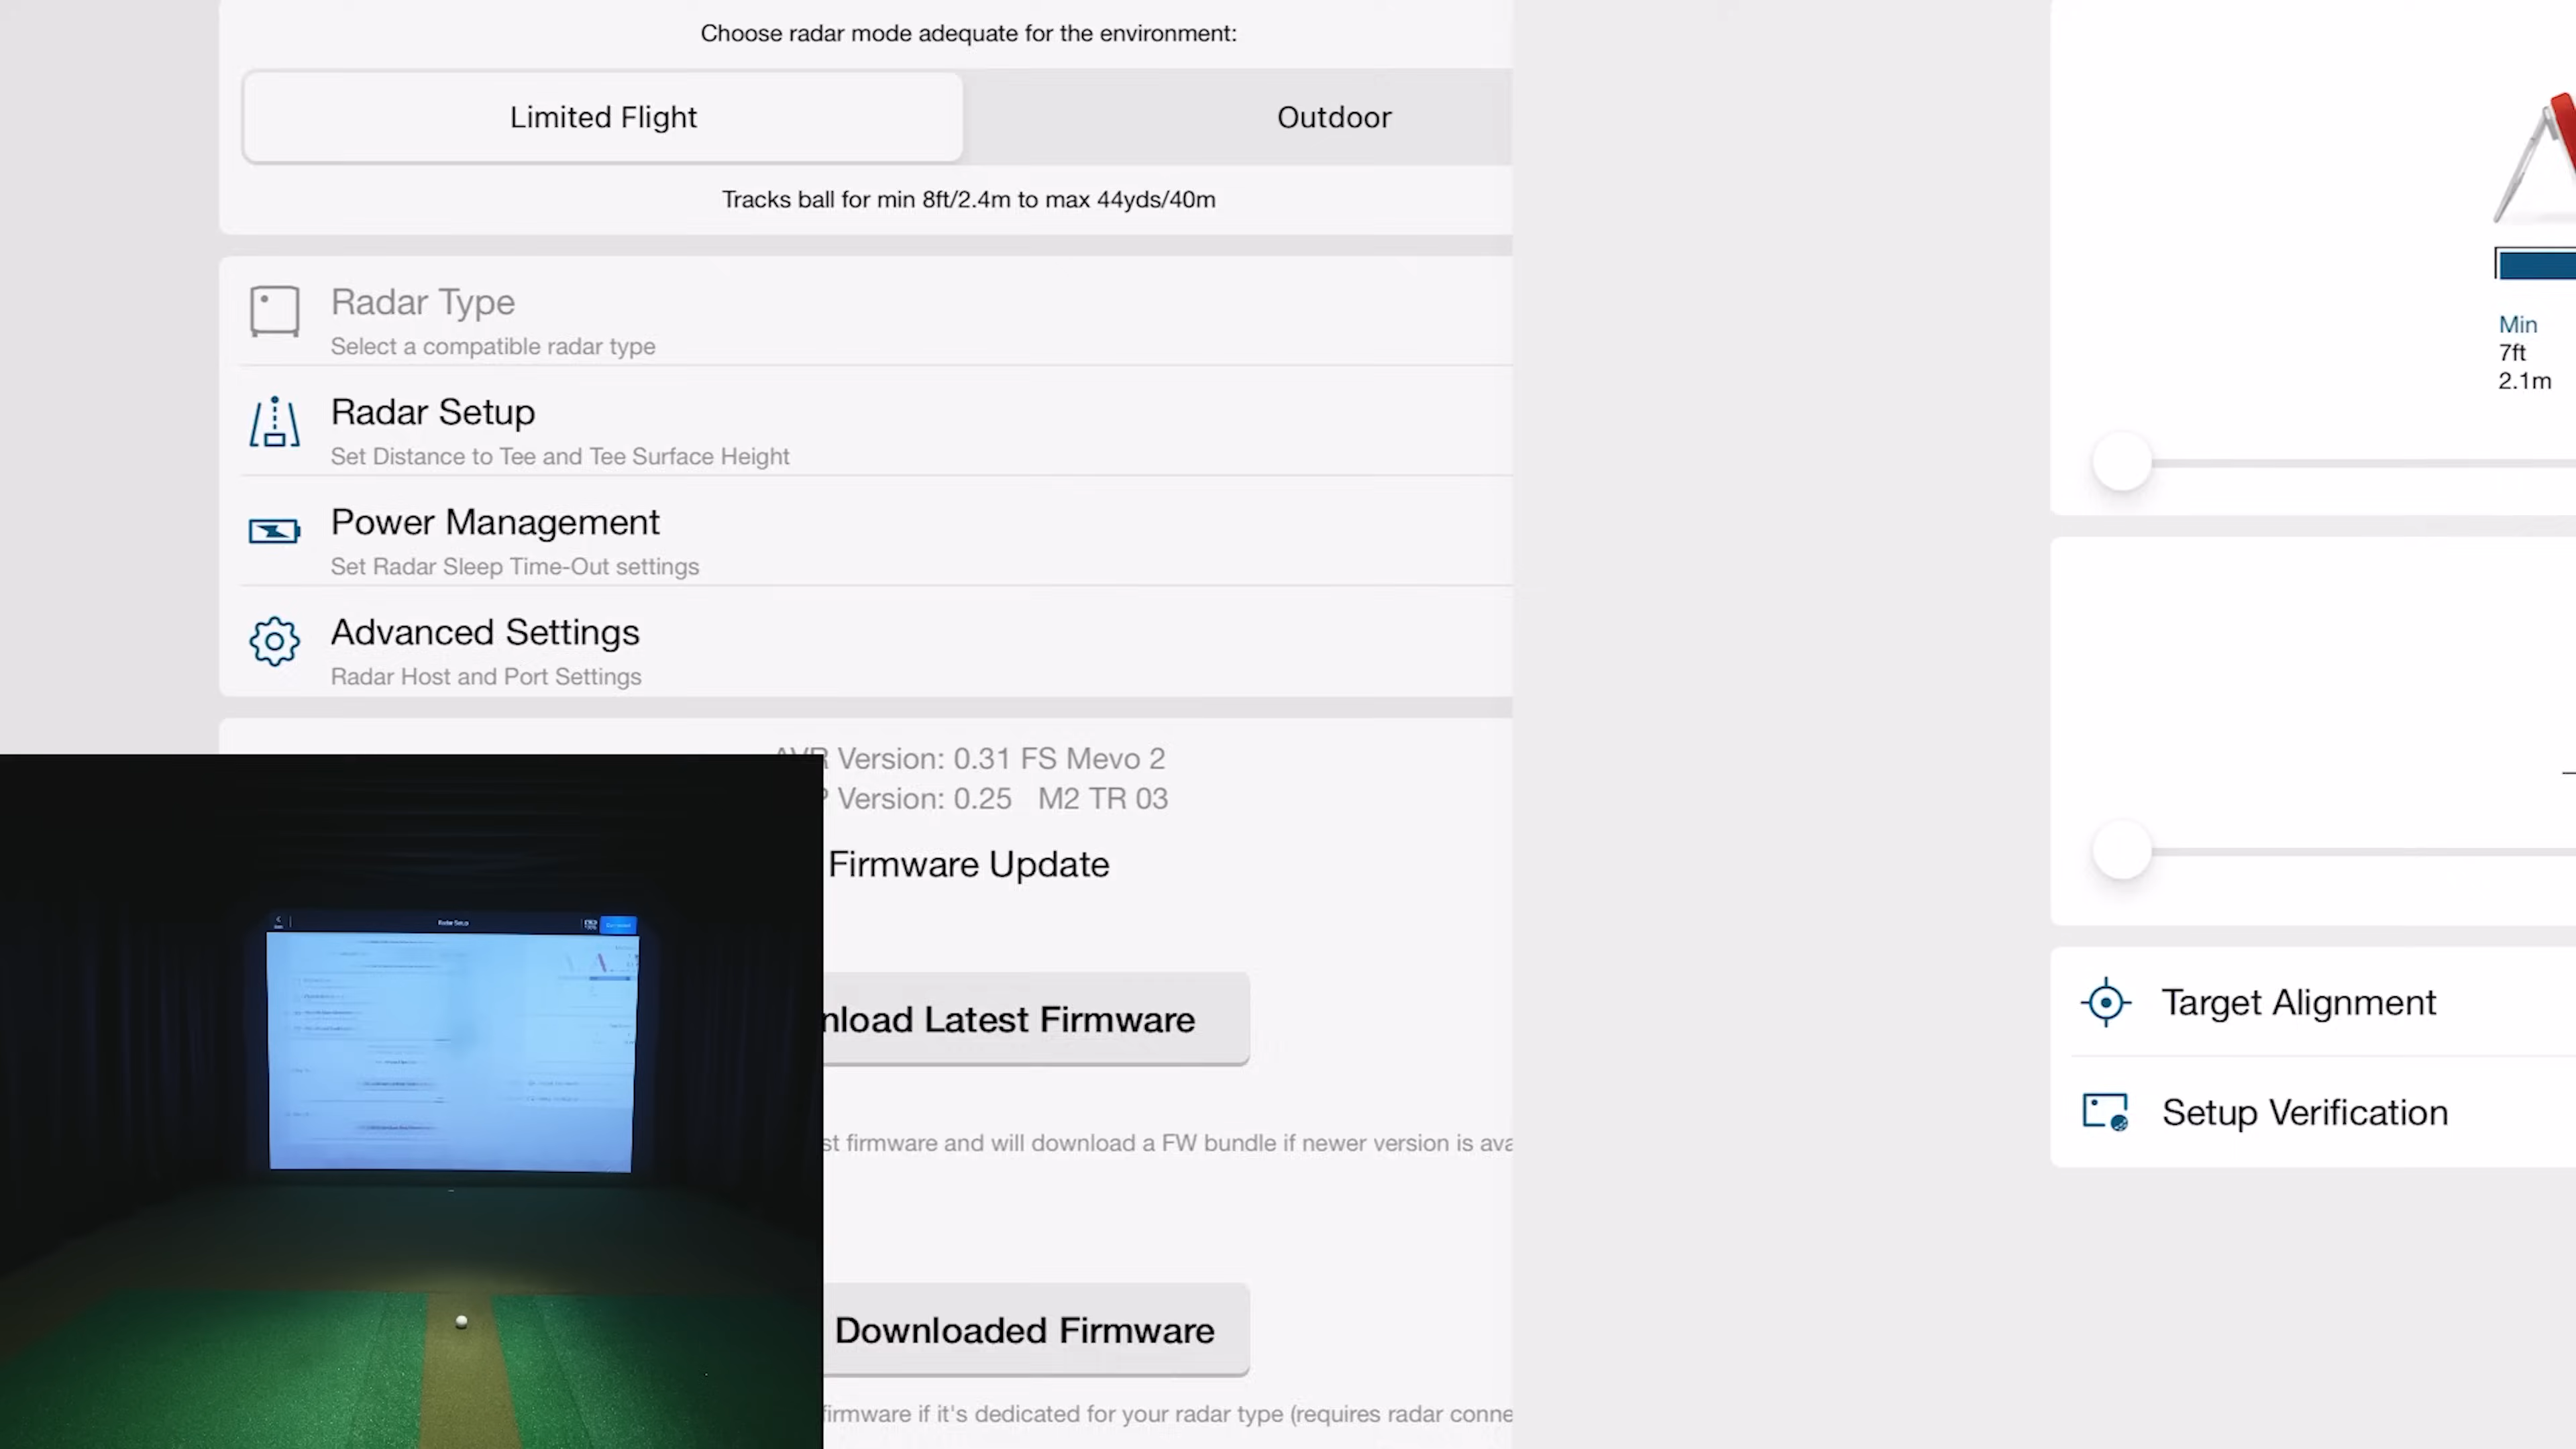 Choose radar mode adequate for the environment:
Limited Flight
Outdoor
Tracks ball for min 8ft/2.4m to max 44yds/40m
Radar Type
Select a compatible radar type
Radar Setup
Set Distance to Tee and Tee Surface Height
Power Management
Set Radar Sleep Time-Out settings
Advanced Settings
Radar Host and Port Settings
Version: 0.31 FS Mevo 2
Version: 0.25 M2 TR 03
Firmware Update
nload Latest Firmware
st firmware and will download a FW bundle if newer version is ava
Downloaded Firmware
firmware if it's dedicated for your radar type (requires radar conne
Min
7ft
2.1m
Target Alignment
Setup Verification
Radar Setup